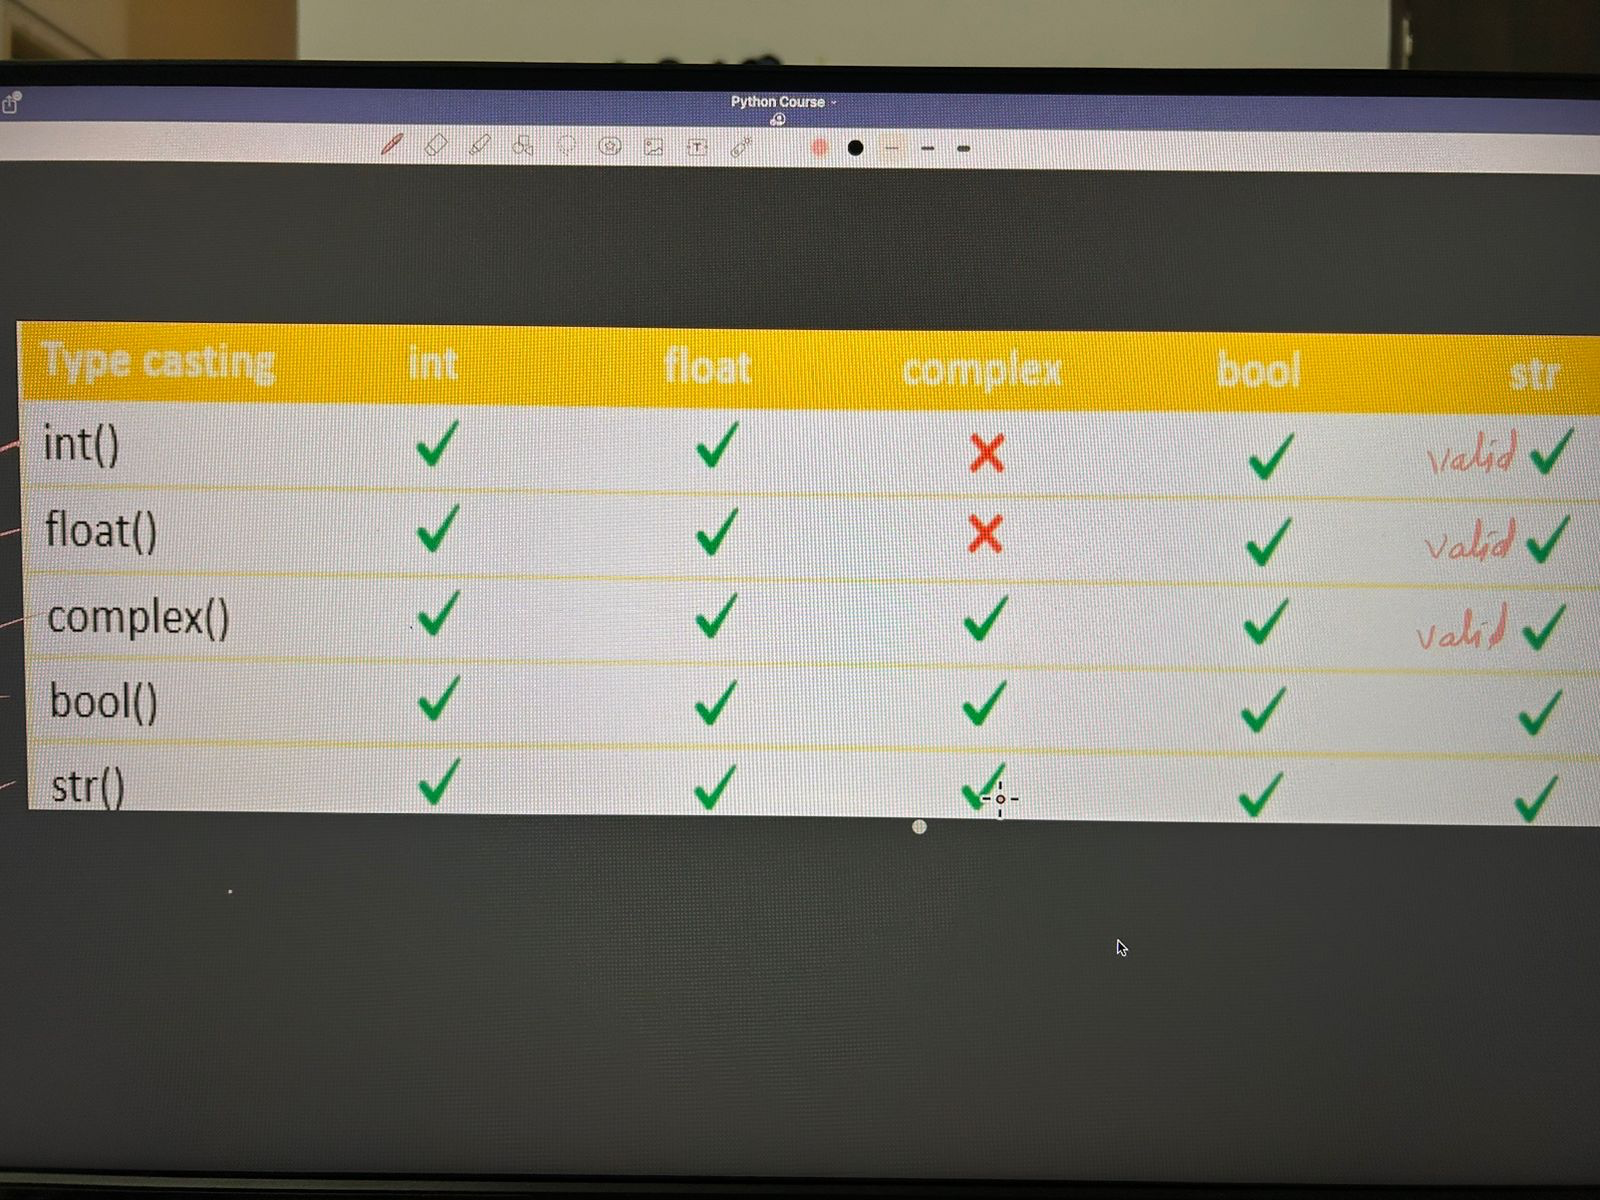 Python Course
Type casting int float complex bool str
int() ✓ ✓ ✗ ✓ valid ✓
float() ✓ ✓ ✗ ✓ valid ✓
complex() ✓ ✓ ✓ ✓ valid ✓
bool() ✓ ✓ ✓ ✓ ✓
str() ✓ ✓ ✓ ✓ ✓